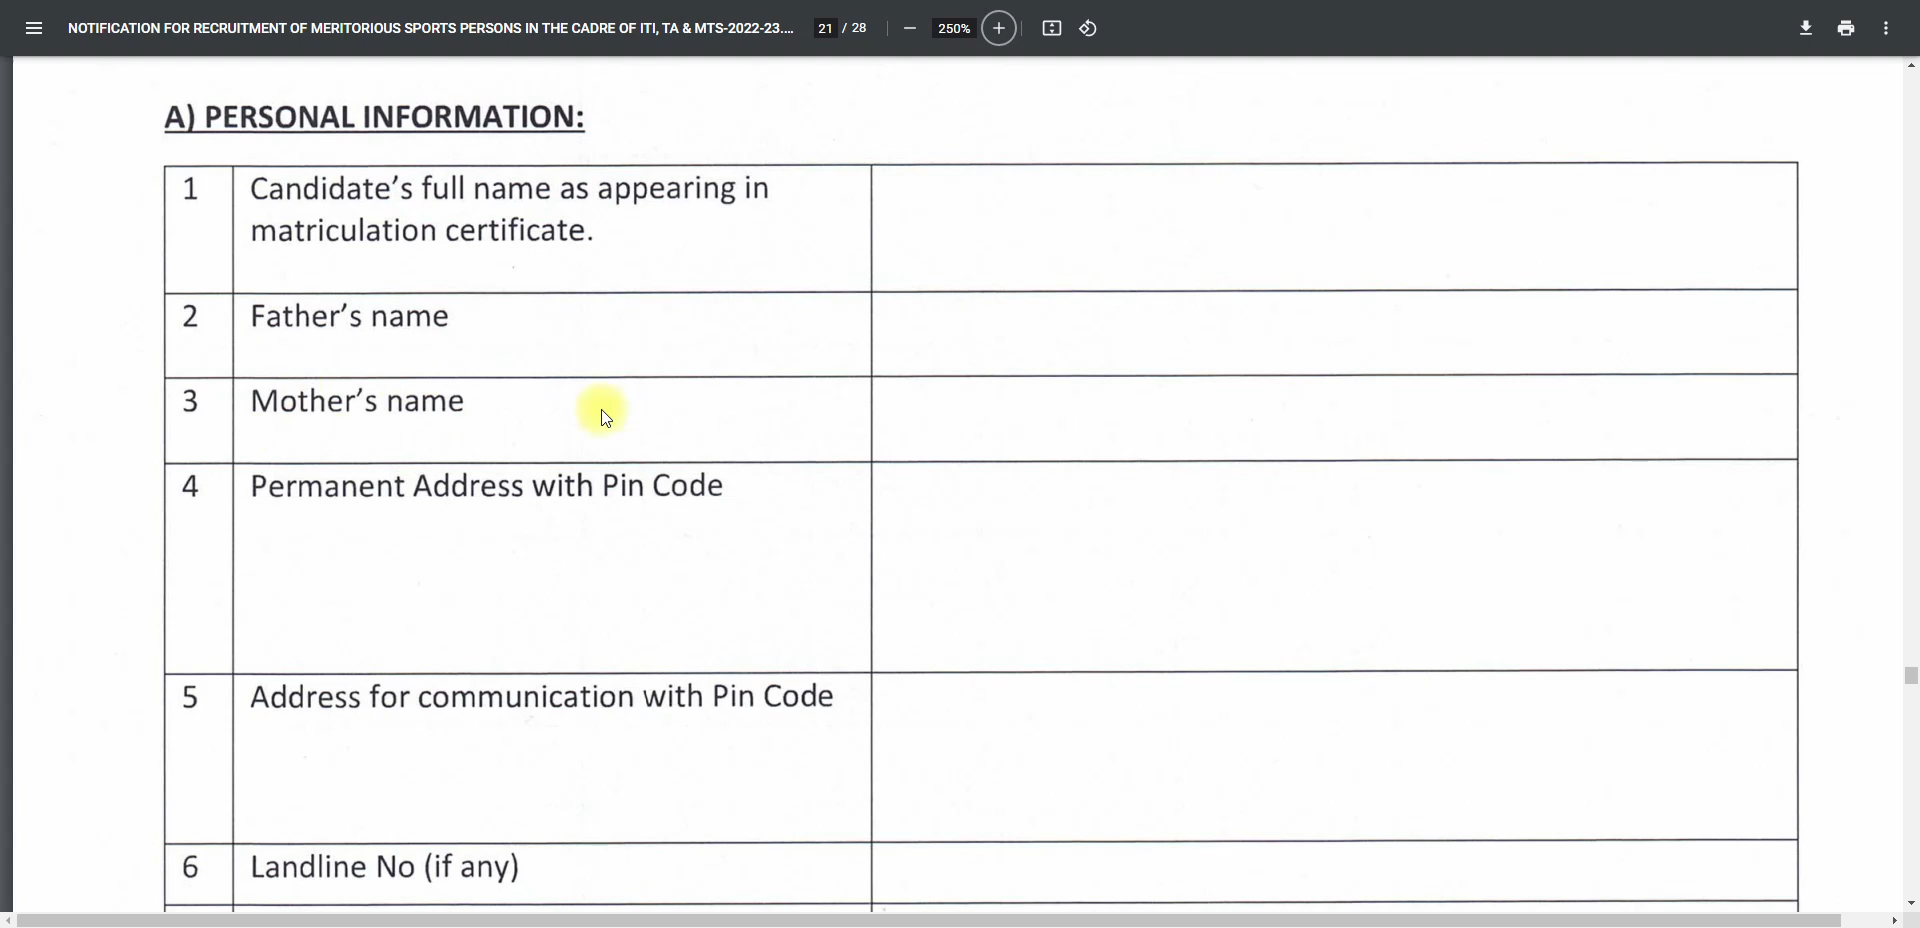 NOTIFICATION FOR RECRUITMENT OF MERITORIOUS SPORTS PERSONS IN THE CADRE OF ITI, TA & MTS-2022-23.... 21 / 28 250%
A) PERSONAL INFORMATION:
1 Candidate's full name as appearing in
matriculation certificate.
2 Father's name
3 Mother's name
4 Permanent Address with Pin Code
5 Address for communication with Pin Code
6 Landline No (if any)